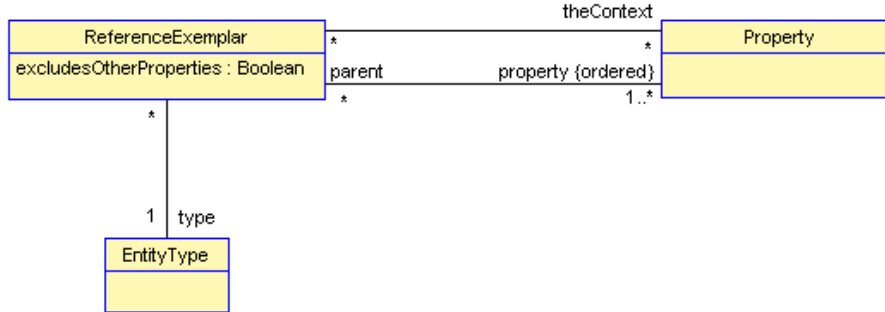 theContext
ReferenceExemplar
*
*
Property
excludesOtherProperties : Boolean
parent
property {ordered}
*
1..*
*
1
type
EntityType